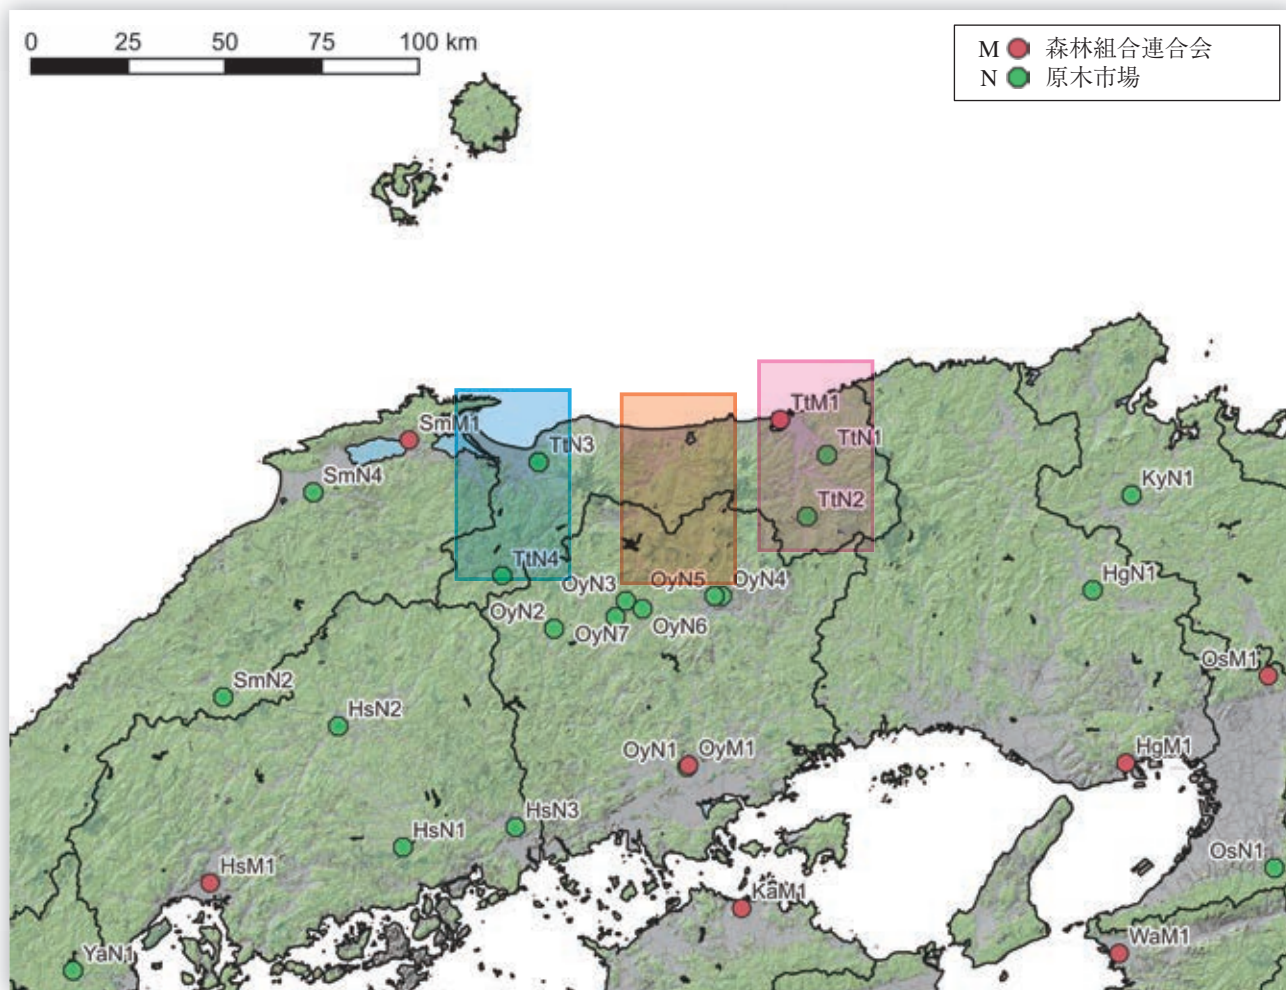 0 25 50 75 100 km
M 森林組合連合会
N 原木市場
TtM1
SmM1
TtN1
TtN3
SmN4
KyN1
TtN2
TtN4
OyN3 OyN5 OyN4
HgN1
OyN2
OyN7 OyN6
OsM1
SmN2
HsN2
OyN1 OyM1
HgM1
HsN3
HsN1
OsN1
HsM1
KaM1
WaM1
YaN1